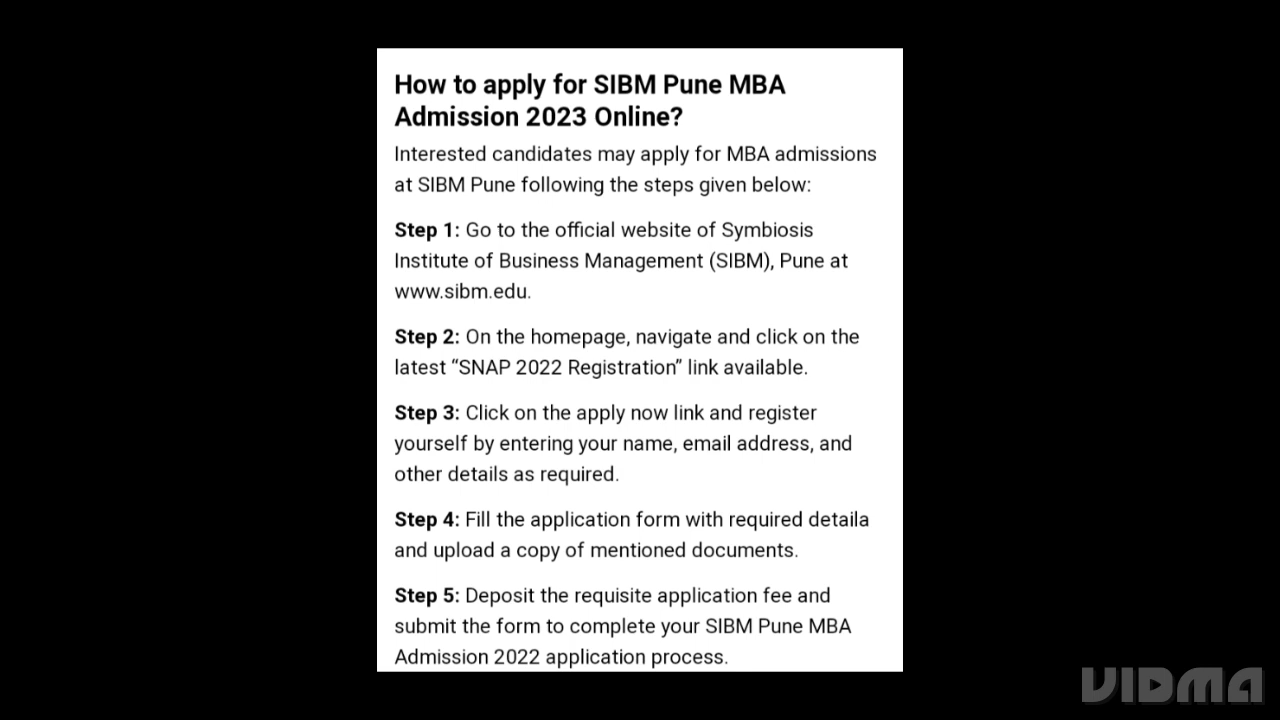 How to apply for SIBM Pune MBA
Admission 2023 Online?
Interested candidates may apply for MBA admissions
at SIBM Pune following the steps given below:
Step 1: Go to the official website of Symbiosis
Institute of Business Management (SIBM), Pune at
www.sibm.edu.
Step 2: On the homepage, navigate and click on the
latest “SNAP 2022 Registration” link available.
Step 3: Click on the apply now link and register
yourself by entering your name, email address, and
other details as required.
Step 4: Fill the application form with required detaila
and upload a copy of mentioned documents.
Step 5: Deposit the requisite application fee and
submit the form to complete your SIBM Pune MBA
Admission 2022 application process.
VIDMA